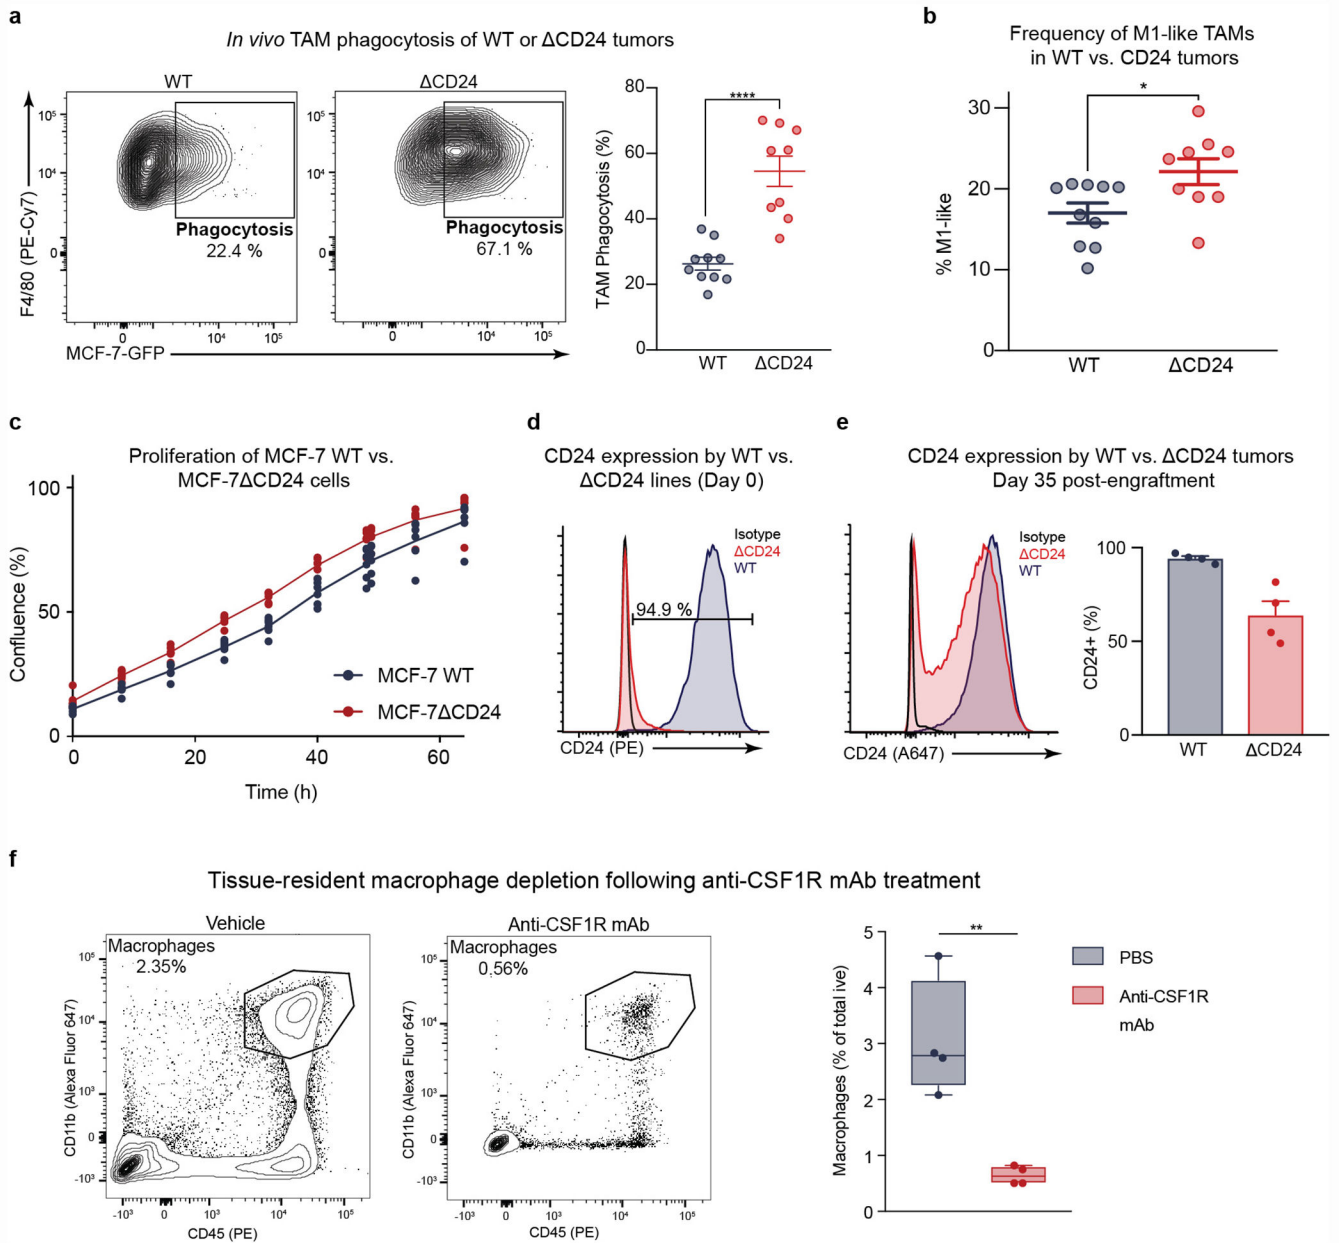 a
In vivo TAM phagocytosis of WT or ΔCD24 tumors
WT
ΔCD24
F4/80 (PE-Cy7)
10⁵
10⁴
0
Phagocytosis
22.4 %
0
10⁴
10⁵
10⁵
10⁴
0
Phagocytosis
67.1 %
0
10⁴
10⁵
MCF-7-GFP
TAM Phagocytosis (%)
80
60
40
20
0
****
WT
ΔCD24
b
Frequency of M1-like TAMs
in WT vs. CD24 tumors
*
% M1-like
30
20
10
0
WT
ΔCD24
c
Proliferation of MCF-7 WT vs.
MCF-7ΔCD24 cells
Confluence (%)
100
50
0
MCF-7 WT
MCF-7ΔCD24
0
20
40
60
Time (h)
d
CD24 expression by WT vs.
ΔCD24 lines (Day 0)
Isotype
ΔCD24
WT
94.9 %
CD24 (PE)
e
CD24 expression by WT vs. ΔCD24 tumors
Day 35 post-engraftment
Isotype
ΔCD24
WT
CD24 (A647)
CD24+ (%)
100
50
0
WT
ΔCD24
f
Tissue-resident macrophage depletion following anti-CSF1R mAb treatment
Vehicle
Macrophages
2.35%
CD11b (Alexa Fluor 647)
10⁵
10⁴
10³
0
-10³
-10³
0
10³
10⁴
10⁵
CD45 (PE)
Anti-CSF1R mAb
Macrophages
0.56%
CD11b (Alexa Fluor 647)
10⁵
10⁴
10³
0
-10³
-10³
0
10³
10⁴
10⁵
CD45 (PE)
Macrophages (% of total ive)
5
4
3
2
1
0
**
PBS
Anti-CSF1R
mAb